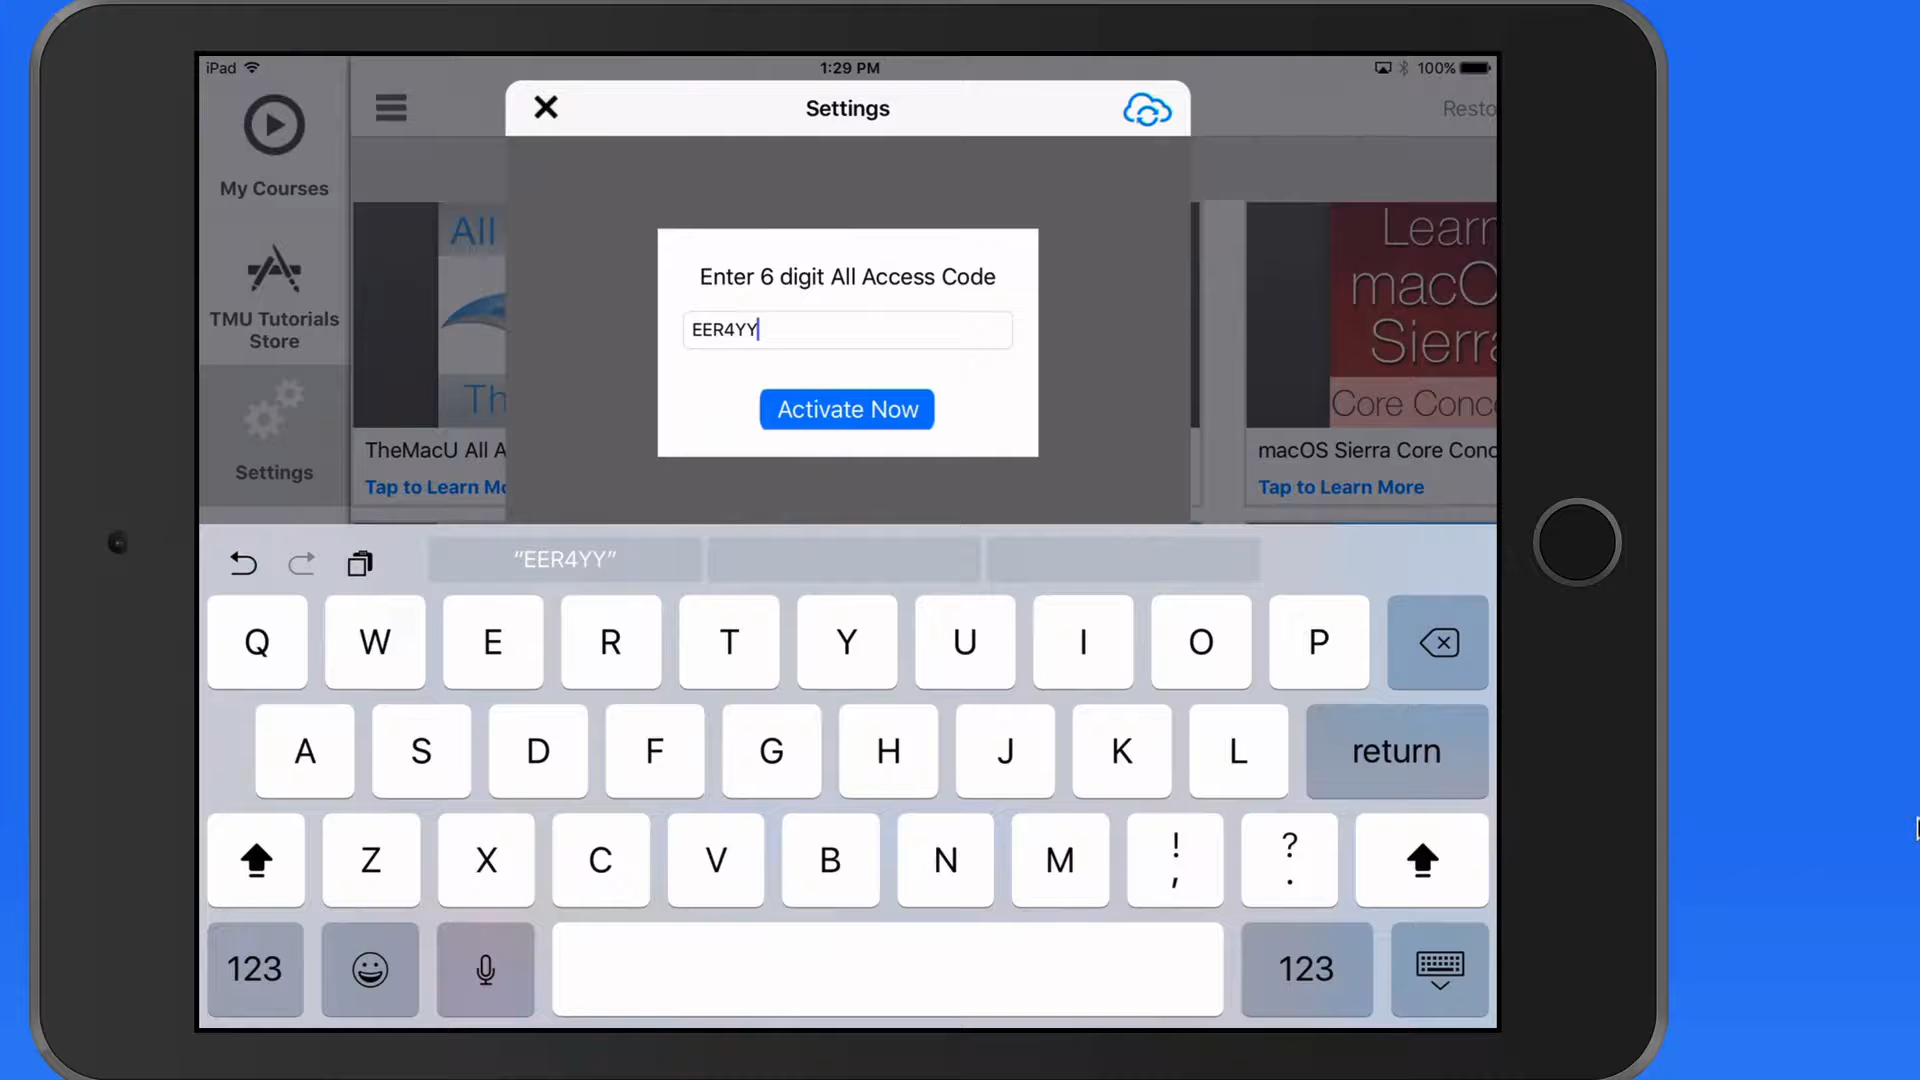 iPad
1:29 PM
100%
Settings
Resto
My Courses
TMU Tutorials
Store
Settings
All
Th
TheMacU All A
Tap to Learn Mo
Enter 6 digit All Access Code
EER4YY
Activate Now
Learn
macO
Sierra
Core Conc
macOS Sierra Core Conc
Tap to Learn More
“EER4YY”
Q W E R T Y U I O P
A S D F G H J K L return
Z X C V B N M ! , ? .
123 123